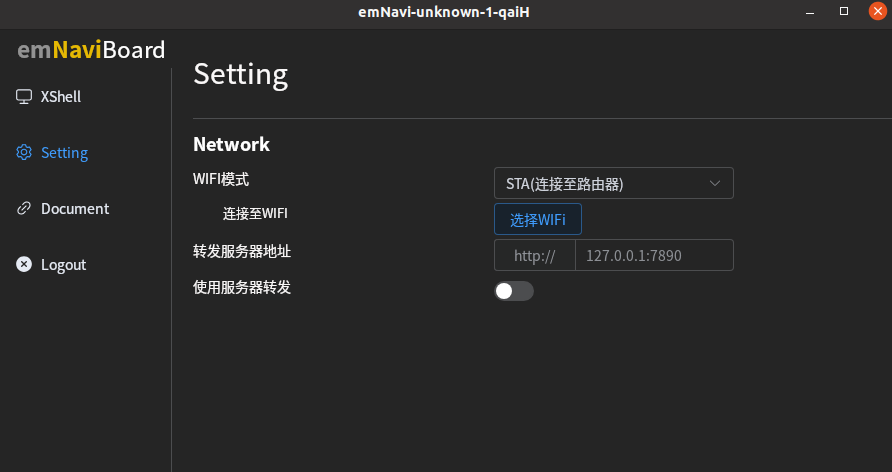 emNavi-unknown-1-qaiH
emNaviBoard
XShell
Setting
Document
Logout
Setting
Network
WIFI模式
STA(连接至路由器)
连接至WIFI
选择WIFi
转发服务器地址
http://
127.0.0.1:7890
使用服务器转发